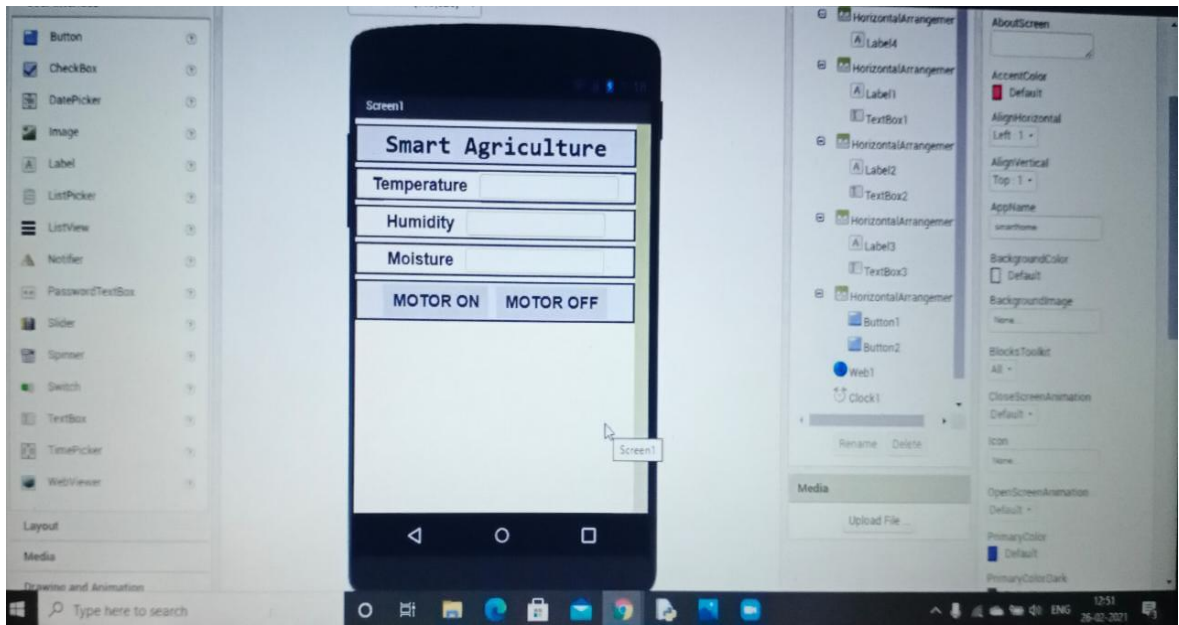 Button
CheckBox
DatePicker
Image
Label
ListPicker
ListView
Notifier
PasswordTextBox
Slider
Spinner
Switch
TextBox
TimePicker
WebViewer
Layout
Media
Drawing and Animation
Screen1
Smart Agriculture
Temperature
Humidity
Moisture
MOTOR ON MOTOR OFF
Screen1
HorizontalArrangemer
Label4
HorizontalArrangemer
Label1
TextBox1
HorizontalArrangemer
Label2
TextBox2
HorizontalArrangemer
Label3
TextBox3
HorizontalArrangemer
Button1
Button2
Web1
Clock1
Rename Delete
Media
Upload File ...
AboutScreen
AccentColor
Default
AlignHorizontal
Left : 1
AlignVertical
Top : 1
AppName
smarthome
BackgroundColor
Default
BackgroundImage
None...
BlocksToolkit
All
CloseScreenAnimation
Default
Icon
None...
OpenScreenAnimation
Default
PrimaryColor
Default
PrimaryColorDark
Type here to search
ENG
12:51
26-02-2021